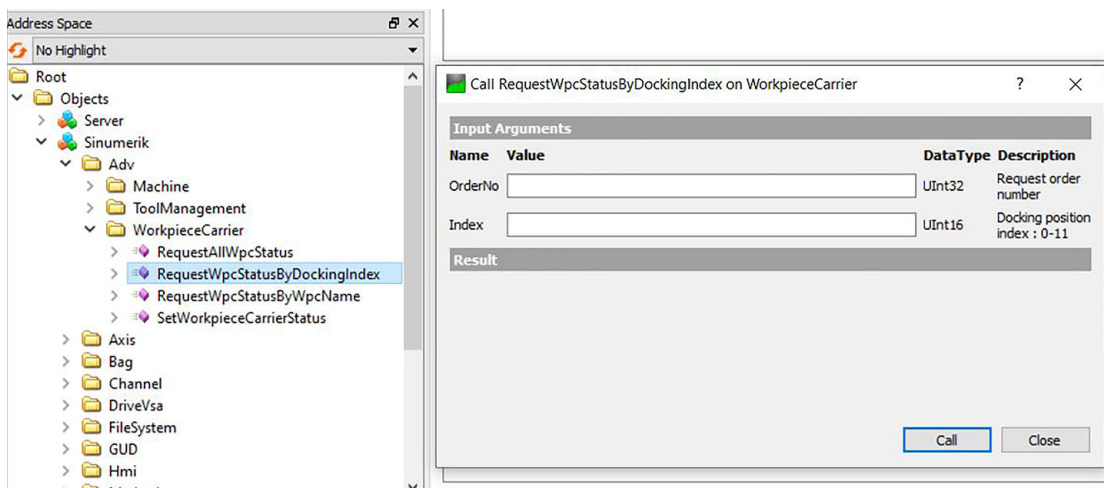 Address Space
No Highlight
Root
Objects
Server
Sinumerik
Adv
Machine
ToolManagement
WorkpieceCarrier
RequestAllWpcStatus
RequestWpcStatusByDockingIndex
RequestWpcStatusByWpcName
SetWorkpieceCarrierStatus
Axis
Bag
Channel
DriveVsa
FileSystem
GUD
Hmi
Call RequestWpcStatusByDockingIndex on WorkpieceCarrier ?
Input Arguments
Name Value DataType Description
OrderNo UInt32 Request order
number
Index UInt16 Docking position
index : 0-11
Result
Call Close